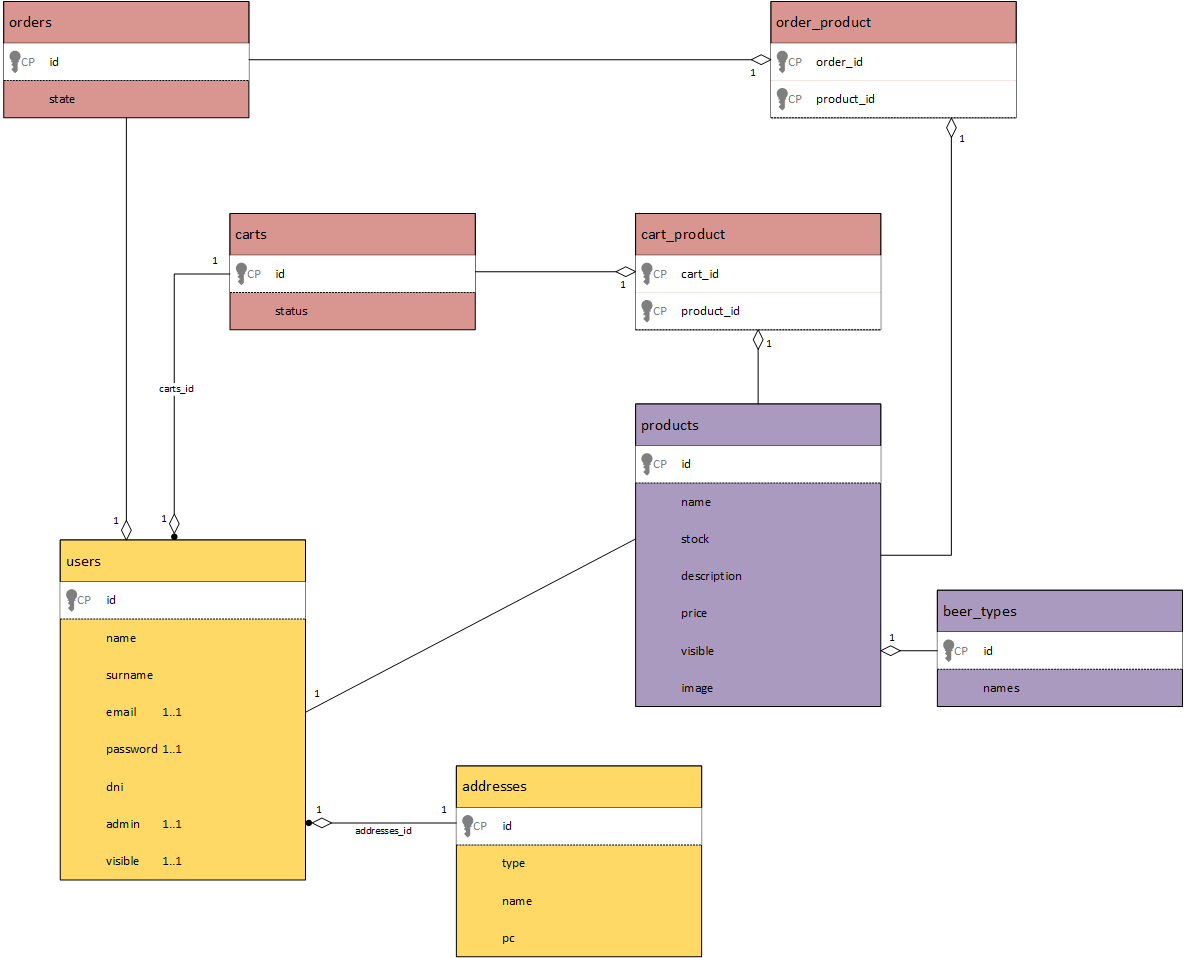 orders
CP id
state
order_product
CP order_id
CP product_id
1
1
carts
CP id
status
1
cart_product
CP cart_id
CP product_id
1
1
carts_id
products
CP id
name
stock
description
price
visible
image
1
1
users
CP id
name
surname
email 1..1
password 1..1
dni
admin 1..1
visible 1..1
1
beer_types
CP id
names
1
addresses
CP id
type
name
pc
1
1
addresses_id